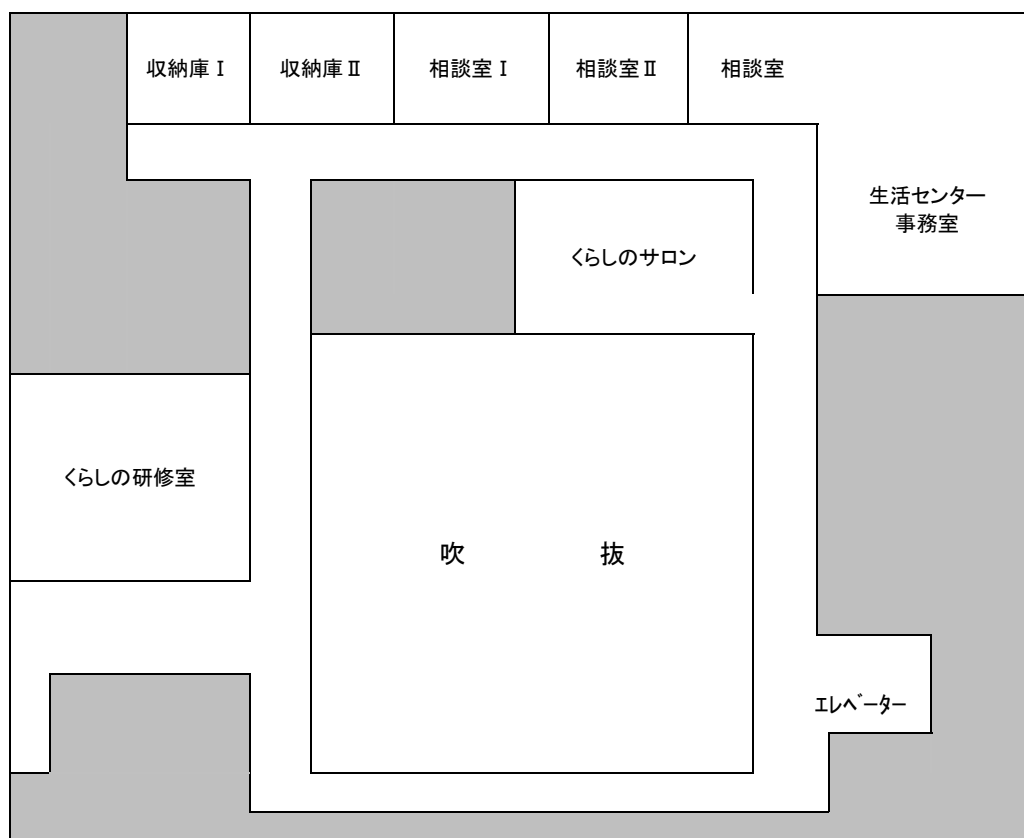 収納庫Ⅰ
収納庫Ⅱ
相談室Ⅰ
相談室Ⅱ
相談室
生活センター
事務室
くらしのサロン
くらしの研修室
吹　抜
ｴﾚﾍﾞｰﾀｰ